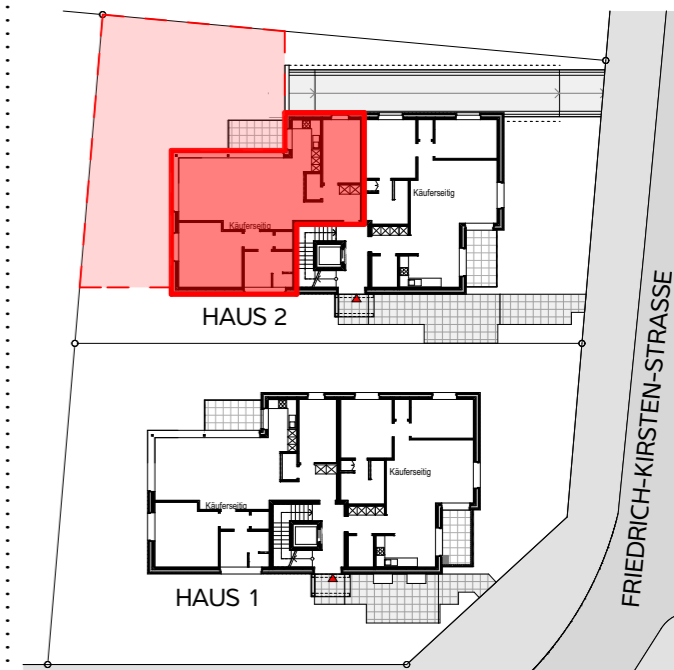 Käuferseitig
Käuferseitig
HAUS 2
Käuferseitig
Käuferseitig
HAUS 1
FRIEDRICH-KIRSTEN-STRASSE